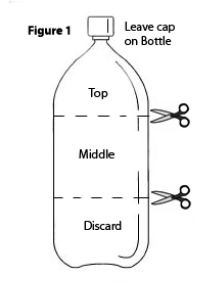 Figure 1
Leave cap
on Bottle
Top
Middle
Discard